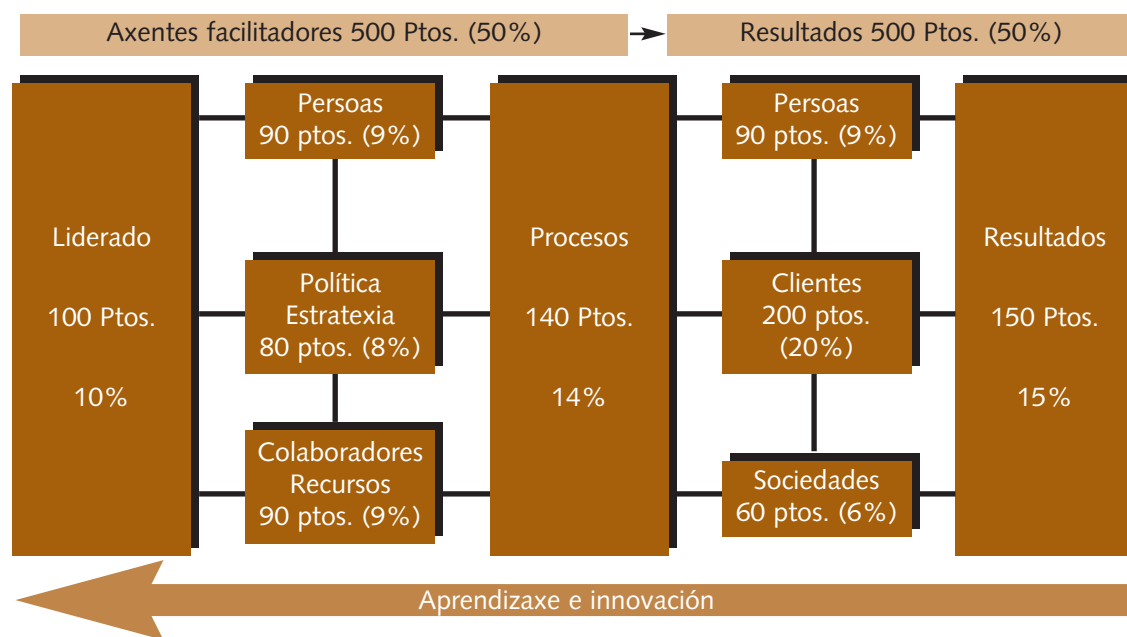 Axentes facilitadores 500 Ptos. (50%)
Resultados 500 Ptos. (50%)
Liderado
100 Ptos.
10%
Persoas
90 ptos. (9%)
Política
Estratexia
80 ptos. (8%)
Colaboradores
Recursos
90 ptos. (9%)
Procesos
140 Ptos.
14%
Persoas
90 ptos. (9%)
Clientes
200 ptos.
(20%)
Sociedades
60 ptos. (6%)
Resultados
150 Ptos.
15%
Aprendizaxe e innovación